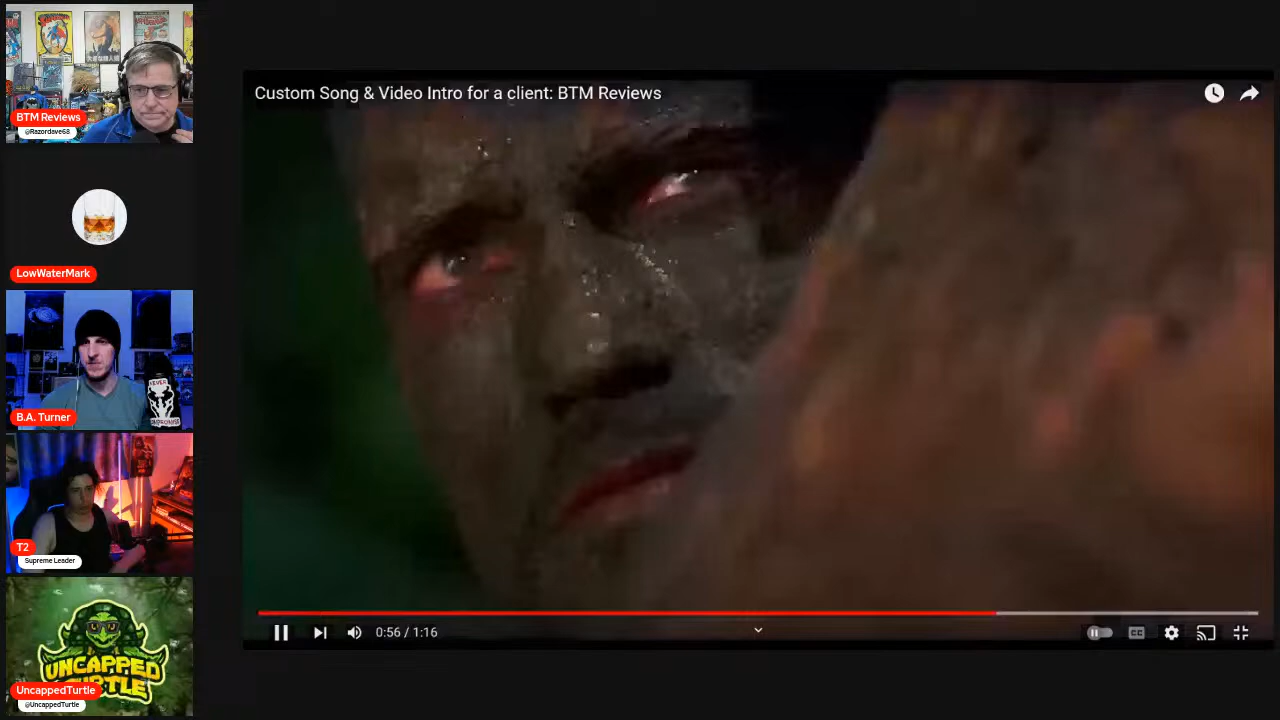 BTM Reviews
@Razordave68
LowWaterMark
B.A. Turner
T2
Supreme Leader
UNCAPPED
TURTLE
UncappedTurtle
@UncappedTurtle
Custom Song & Video Intro for a client: BTM Reviews
0:56 / 1:16
CC